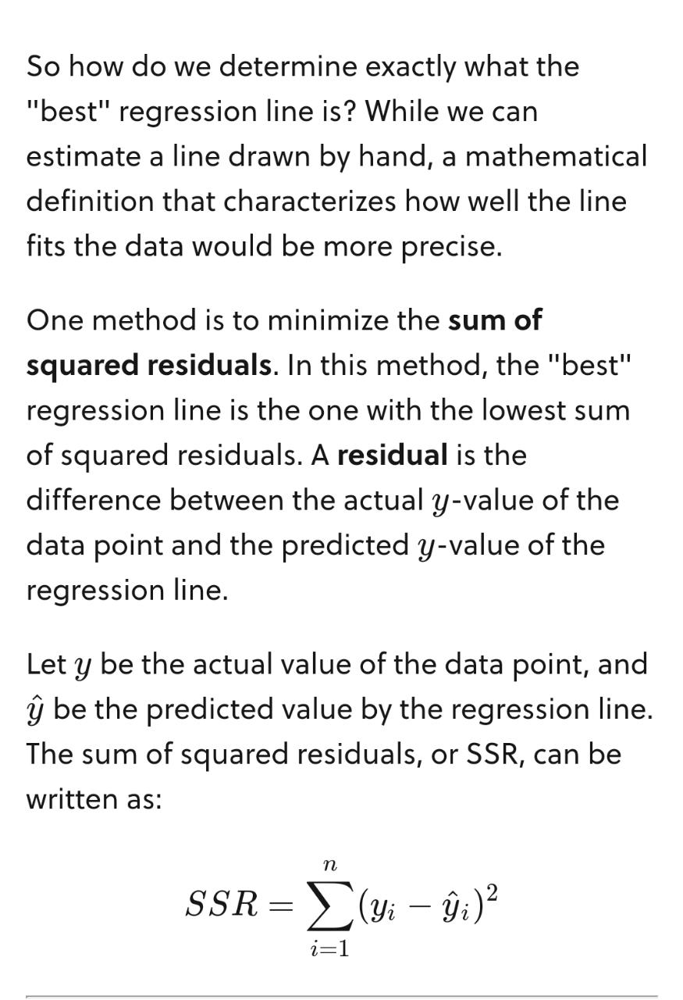 So how do we determine exactly what the
"best" regression line is? While we can
estimate a line drawn by hand, a mathematical
definition that characterizes how well the line
fits the data would be more precise.
One method is to minimize the sum of
squared residuals. In this method, the "best"
regression line is the one with the lowest sum
of squared residuals. A residual is the
difference between the actual y-value of the
data point and the predicted y-value of the
regression line.
Let y be the actual value of the data point, and
ŷ be the predicted value by the regression line.
The sum of squared residuals, or SSR, can be
written as:
SSR = ∑_{i=1}^{n} (y_i − ŷ_i)²